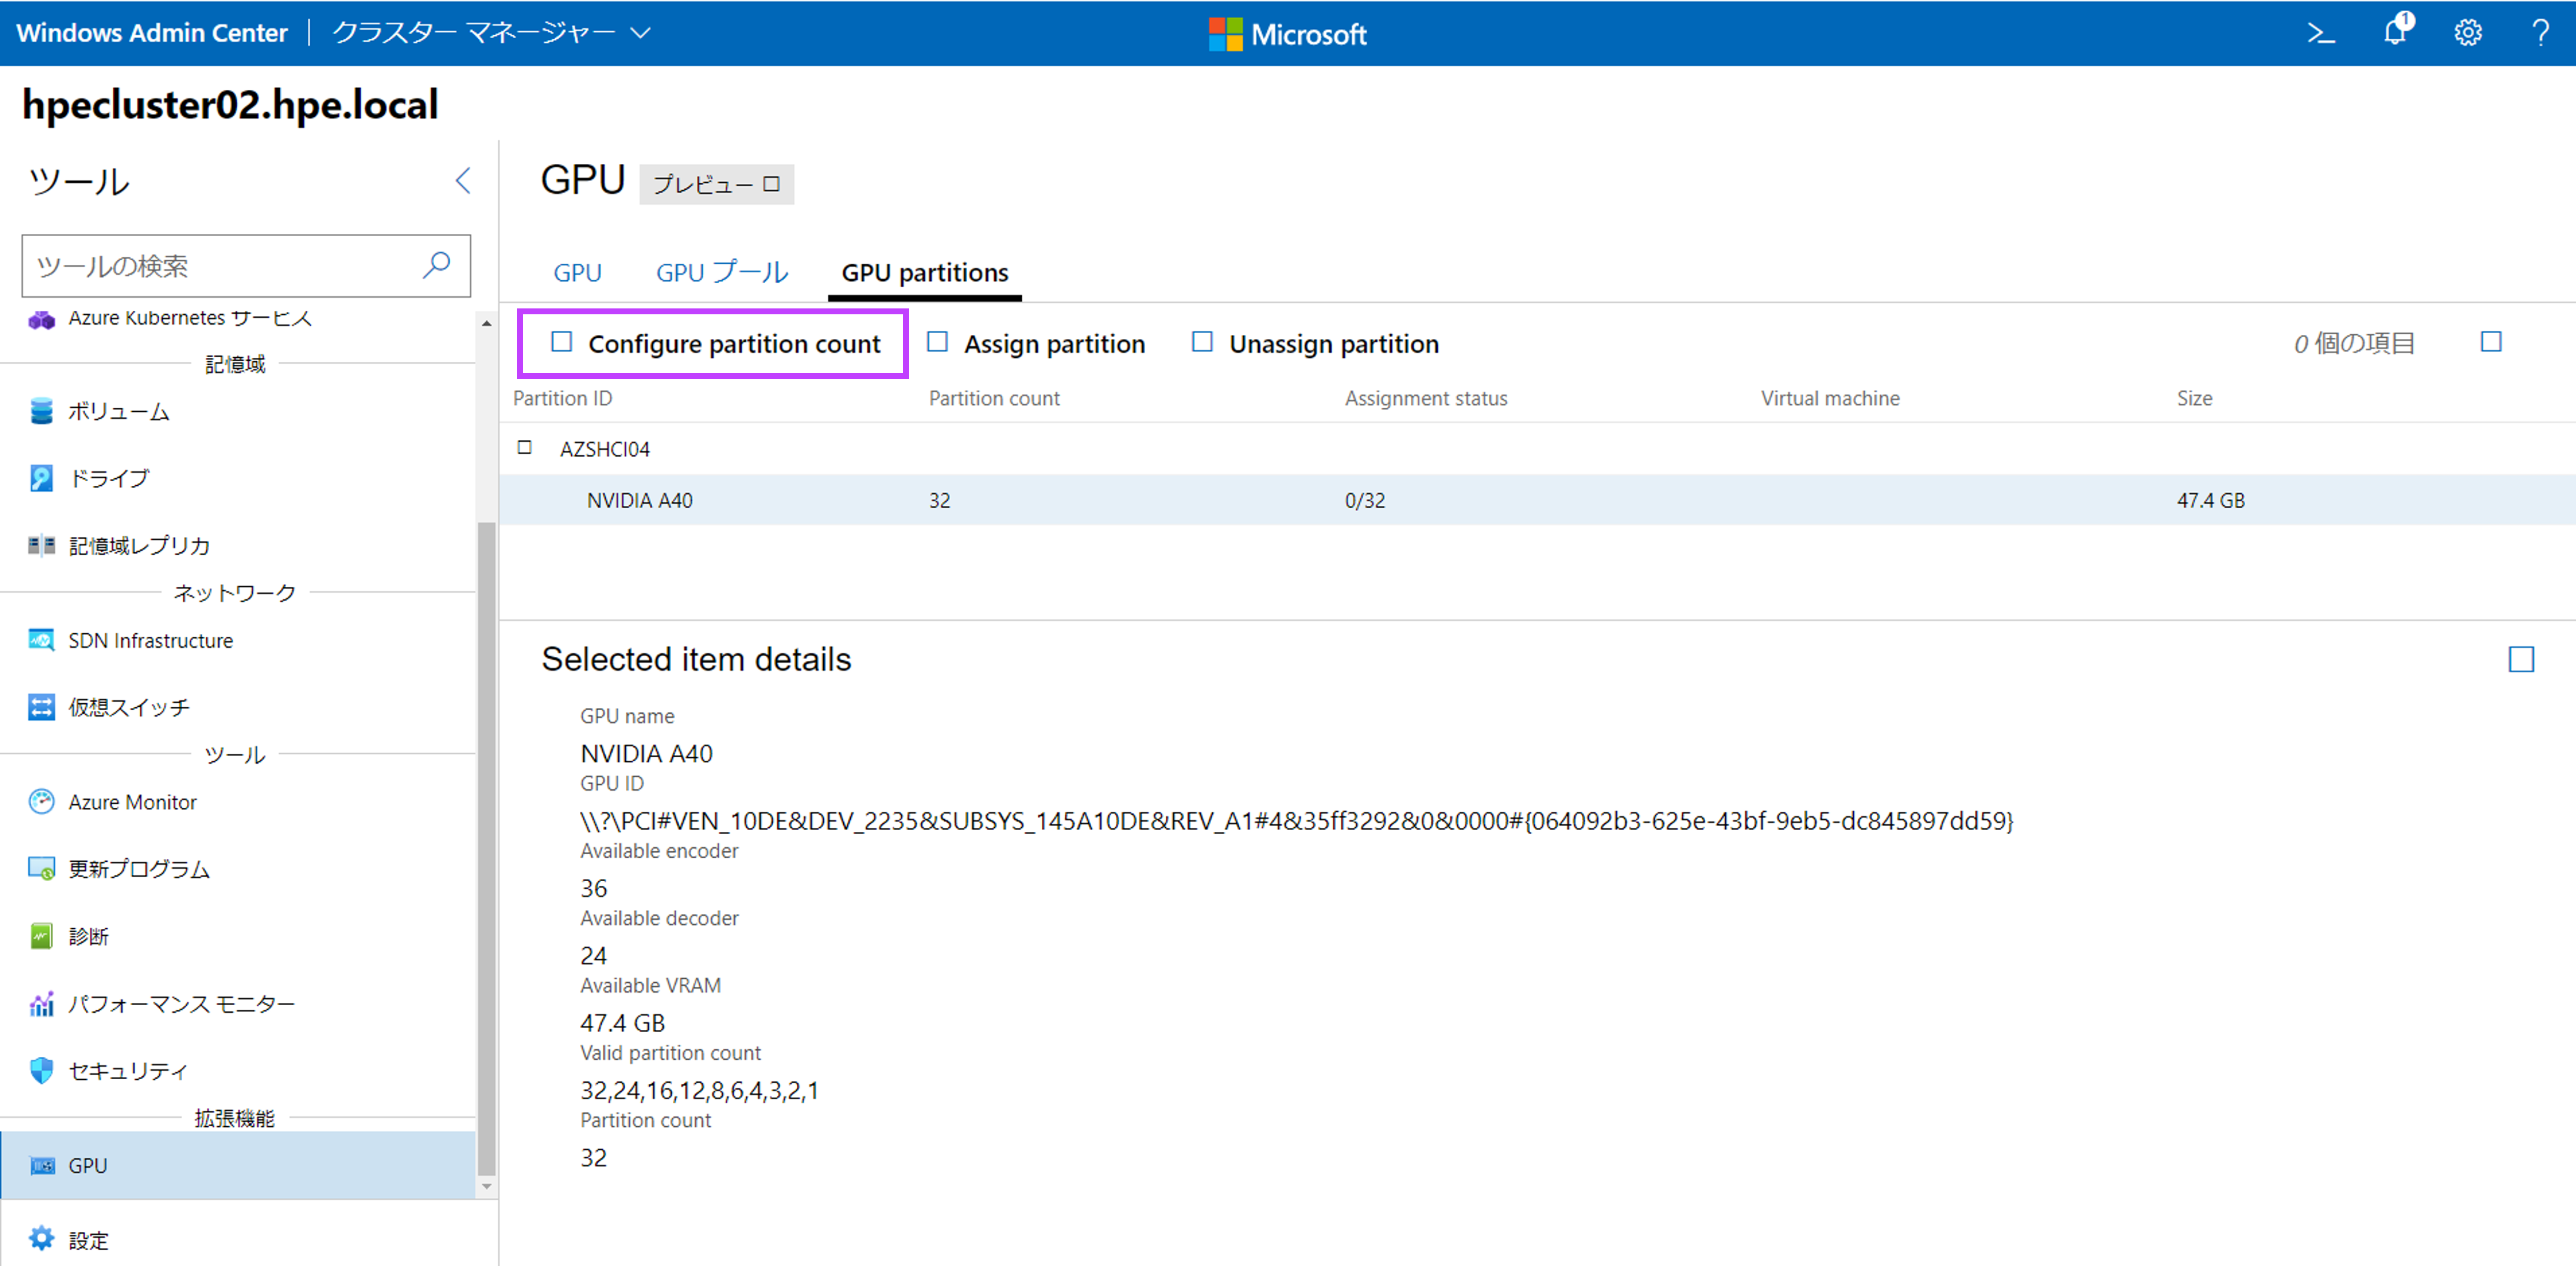 Windows Admin Center | クラスター マネージャー
Microsoft
1
hpecluster02.hpe.local
ツール
ツールの検索
Azure Kubernetes サービス
記憶域
ボリューム
ドライブ
記憶域レプリカ
ネットワーク
SDN Infrastructure
仮想スイッチ
ツール
Azure Monitor
更新プログラム
診断
パフォーマンス モニター
セキュリティ
拡張機能
GPU
設定
GPU プレビュー
GPU GPU プール GPU partitions
Configure partition count Assign partition Unassign partition 0 個の項目
Partition ID Partition count Assignment status Virtual machine Size
AZSHCI04
NVIDIA A40 32 0/32 47.4 GB
Selected item details
GPU name
NVIDIA A40
GPU ID
\\?\PCI#VEN_10DE&DEV_2235&SUBSYS_145A10DE&REV_A1#4&35ff3292&0&0000#{064092b3-625e-43bf-9eb5-dc845897dd59}
Available encoder
36
Available decoder
24
Available VRAM
47.4 GB
Valid partition count
32,24,16,12,8,6,4,3,2,1
Partition count
32